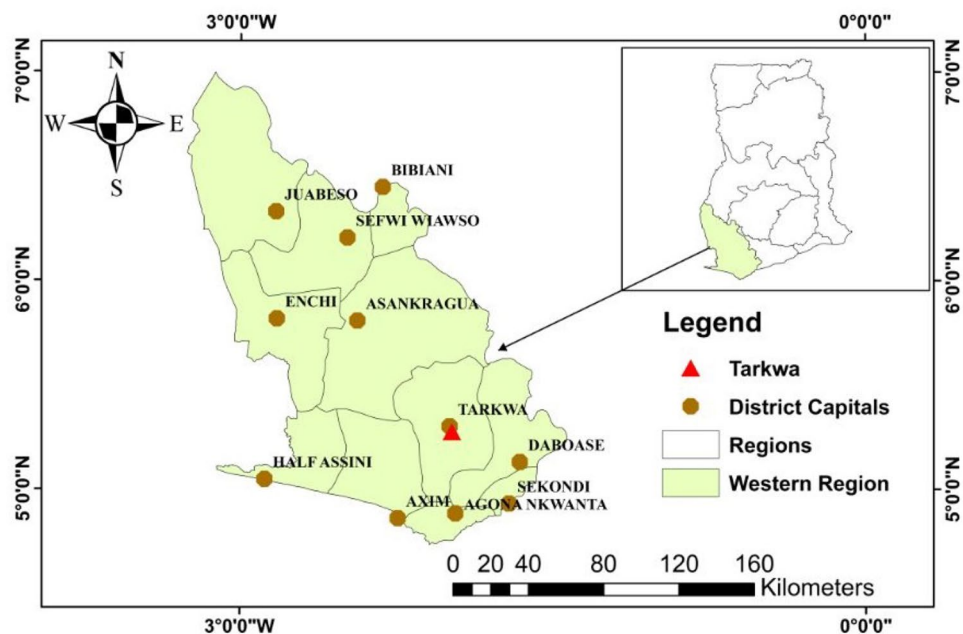 3°0'0"W 0°0'0"
N
W E
S
7°0'0"N 7°0'0"N
BIBIANI
JUABESO
SEFWI WIAWSO
6°0'0"N 6°0'0"N
ENCHI ASANKRAGUA
Legend
Tarkwa
District Capitals
Regions
Western Region
TARKWA
DABOASE
HALF ASSINI
SEKONDI
AXIM AGONA NKWANTA
5°0'0"N 5°0'0"N
0 20 40 80 120 160
Kilometers
3°0'0"W 0°0'0"